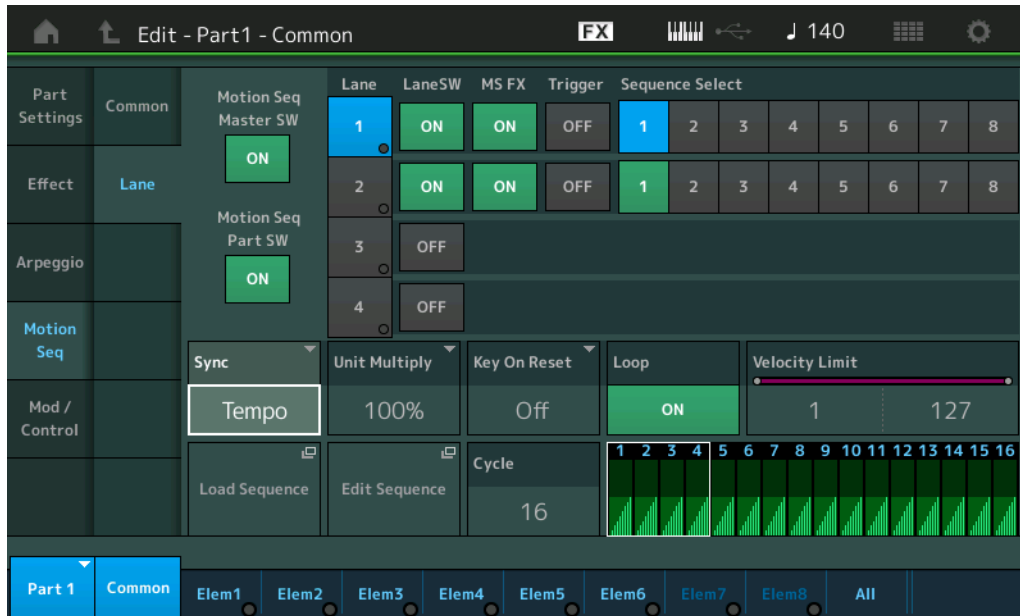 Edit - Part1 - Common FX ♩ 140
Part Settings
Common
Effect
Lane
Arpeggio
Motion Seq
Mod / Control
Motion Seq Master SW
ON
Motion Seq Part SW
ON
Lane LaneSW MS FX Trigger Sequence Select
1 ON ON OFF 1 2 3 4 5 6 7 8
2 ON ON OFF 1 2 3 4 5 6 7 8
3 OFF
4 OFF
Sync Unit Multiply Key On Reset Loop Velocity Limit
Tempo 100% Off ON 1 127
Load Sequence Edit Sequence Cycle 1 2 3 4 5 6 7 8 9 10 11 12 13 14 15 16
16
Part 1 Common Elem1 Elem2 Elem3 Elem4 Elem5 Elem6 Elem7 Elem8 All